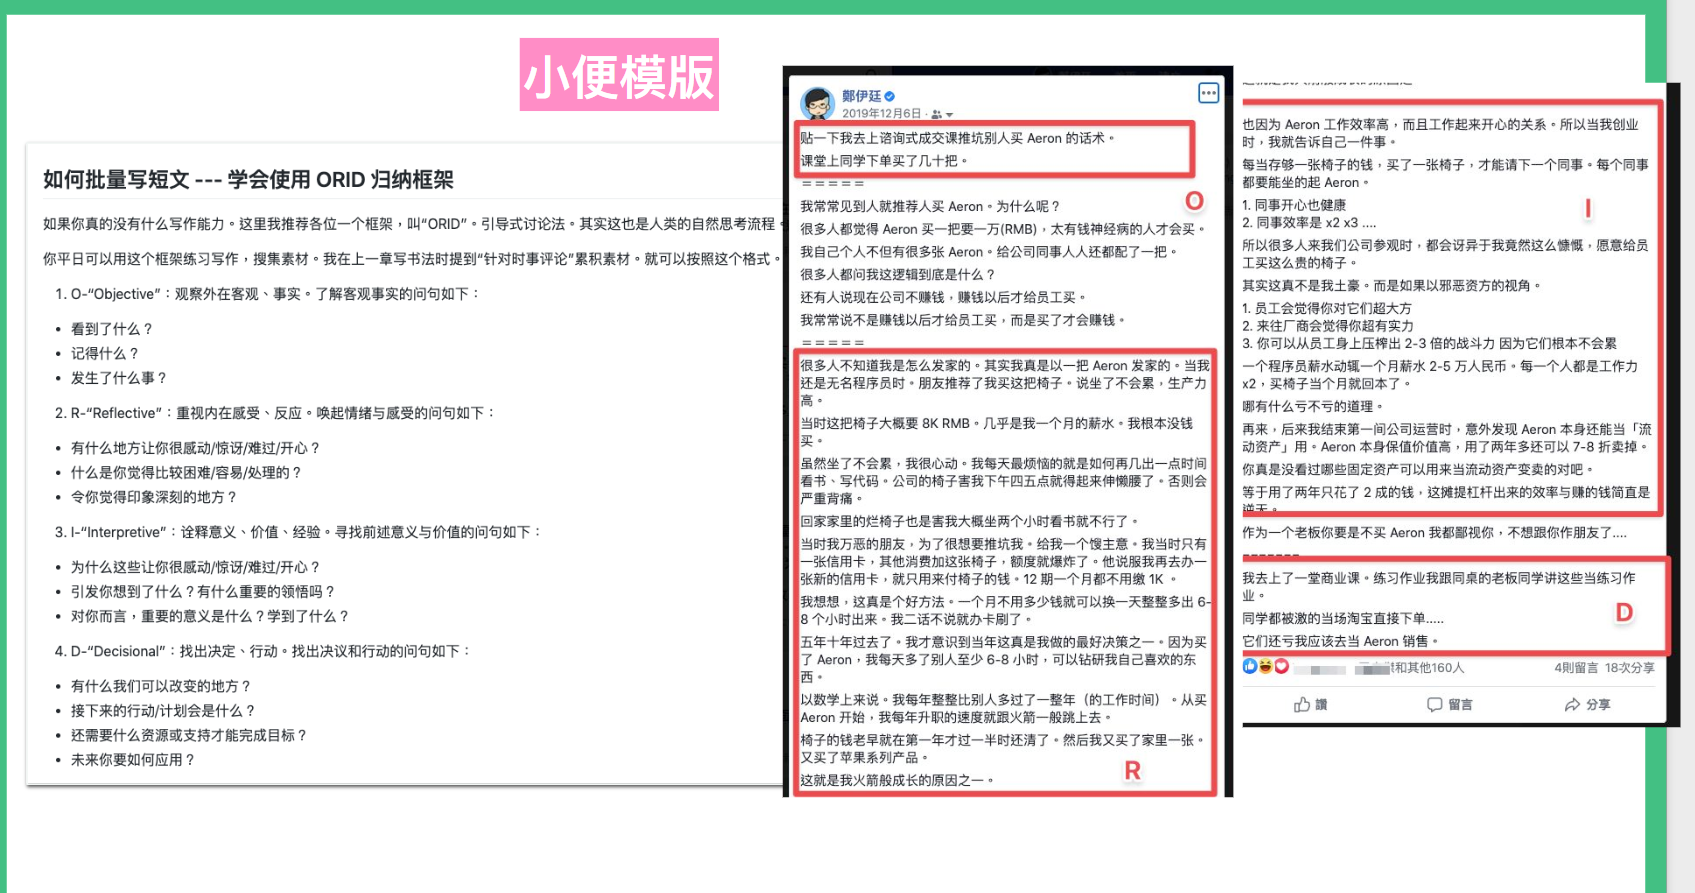 小便模版
如何批量写短文 --- 学会使用 ORID 归纳框架
如果你真的没有什么写作能力。这里我推荐各位一个框架，叫“ORID”。引导式讨论法。其实这也是人类的自然思考流程。
你平日可以用这个框架练习写作，搜集素材。我在上一章写书法时提到“针对时事评论”累积素材。就可以按照这个格式。
1. O-“Objective”：观察外在客观、事实。了解客观事实的问句如下：
• 看到了什么？
• 记得什么？
• 发生了什么事？
2. R-“Reflective”：重视内在感受、反应。唤起情绪与感受的问句如下：
• 有什么地方让你很感动/惊讶/难过/开心？
• 什么是你觉得比较困难/容易/处理的？
• 令你觉得印象深刻的地方？
3. I-“Interpretive”：诠释意义、价值、经验。寻找前述意义与价值的问句如下：
• 为什么这些让你很感动/惊讶/难过/开心？
• 引发你想到了什么？有什么重要的领悟吗？
• 对你而言，重要的意义是什么？学到了什么？
4. D-“Decisional”：找出决定、行动。找出决议和行动的问句如下：
• 有什么我们可以改变的地方？
• 接下来的行动/计划会是什么？
• 还需要什么资源或支持才能完成目标？
• 未来你要如何应用？
鄭伊廷
2019年12月6日 ·
贴一下我去上谘询式成交课推坑别人买 Aeron 的话术。
课堂上同学下单买了几十把。
＝＝＝＝＝
O
我常常见到人就推荐人买 Aeron。为什么呢？
很多人都觉得 Aeron 买一把要一万(RMB)，太有钱神经病的人才会买。
我自己个人不但有很多张 Aeron。给公司同事人人还都配了一把。
很多人都问我这逻辑到底是什么？
还有人说现在公司不赚钱，赚钱以后才给员工买。
我常常说不是赚钱以后才给员工买，而是买了才会赚钱。
＝＝＝＝＝
很多人不知道我是怎么发家的。其实我真是以一把 Aeron 发家的。当我
还是无名程序员时。朋友推荐了我买这把椅子。说坐了不会累，生产力
高。
当时这把椅子大概要 8K RMB。几乎是我一个月的薪水。我根本没钱
买。
虽然坐了不会累，我很心动。我每天最烦恼的就是如何再几出一点时间
看书、写代码。公司的椅子害我下午四五点就得起来伸懒腰了。否则会
严重背痛。
回家家里的烂椅子也是害我大概坐两个小时看书就不行了。
当时我万恶的朋友，为了很想要推坑我。给我一个馊主意。我当时只有
一张信用卡，其他消费加这张椅子，额度就爆炸了。他说服我再去办一
张新的信用卡，就只用来付椅子的钱。12 期一个月都不用缴 1K 。
我想想，这真是个好方法。一个月不用多少钱就可以换一天整整多出 6-
8 个小时出来。我二话不说就办卡刷了。
五年十年过去了。我才意识到当年这真是我做的最好决策之一。因为买
了 Aeron，我每天多了别人至少 6-8 小时，可以钻研我自己喜欢的东
西。
以数学上来说。我每年整整比别人多过了一整年（的工作时间）。从买
Aeron 开始，我每年升职的速度就跟火箭一般跳上去。
椅子的钱老早就在第一年才过一半时还清了。然后我又买了家里一张。
又买了苹果系列产品。
这就是我火箭般成长的原因之一。
R
也因为 Aeron 工作效率高，而且工作起来开心的关系。所以当我创业
时，我就告诉自己一件事。
每当存够一张椅子的钱，买了一张椅子，才能请下一个同事。每个同事
都要能坐的起 Aeron。
1. 同事开心也健康
2. 同事效率是 x2 x3 ....
I
所以很多人来我们公司参观时，都会讶异于我竟然这么慷慨，愿意给员
工买这么贵的椅子。
其实这真不是我土豪。而是如果以邪恶资方的视角。
1. 员工会觉得你对它们超大方
2. 来往厂商会觉得你超有实力
3. 你可以从员工身上压榨出 2-3 倍的战斗力 因为它们根本不会累
一个程序员薪水动辄一个月薪水 2-5 万人民币。每一个人都是工作力
x2，买椅子当个月就回本了。
哪有什么亏不亏的道理。
再来，后来我结束第一间公司运营时，意外发现 Aeron 本身还能当「流
动资产」用。Aeron 本身保值价值高，用了两年多还可以 7-8 折卖掉。
你真是没看过哪些固定资产可以用来当流动资产变卖的对吧。
等于用了两年只花了 2 成的钱，这摊提杠杆出来的效率与赚的钱简直是
逆天。
作为一个老板你要是不买 Aeron 我都鄙视你，不想跟你作朋友了....
=======
我去上了一堂商业课。练习作业我跟同桌的老板同学讲这些当练习作
业。
同学都被激的当场淘宝直接下单.....
它们还亏我应该去当 Aeron 销售。
D
和其他160人
4則留言 18次分享
讚 留言 分享